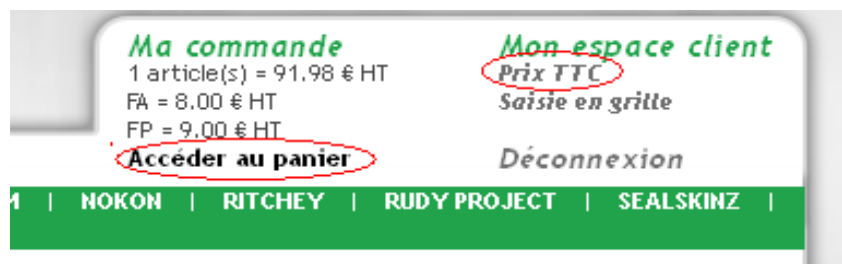 Ma commande
1 article(s) = 91.98 € HT
FA = 8.00 € HT
FP = 9.00 € HT
Accéder au panier
Mon espace client
Prix TTC
Saisie en grille
Déconnexion
| NOKON | RITCHEY | RUDY PROJECT | SEALSKINZ |